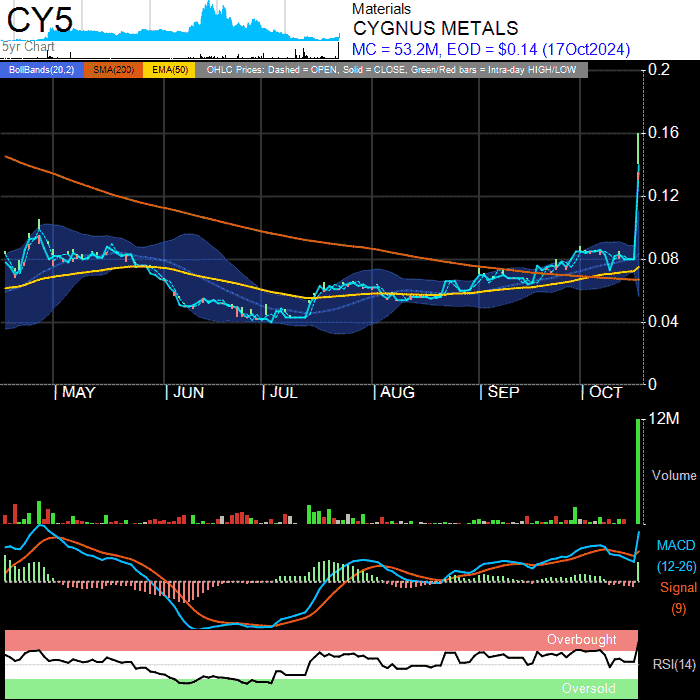 CY5
5yr Chart
Materials
CYGNUS METALS
MC = 53.2M, EOD = $0.14 (17Oct2024)
BollBands(20,2) SMA(200) EMA(50) OHLC Prices: Dashed = OPEN, Solid = CLOSE, Green/Red bars = Intra-day HIGH/LOW
0.2
0.16
0.12
0.08
0.04
0
MAY JUN JUL AUG SEP OCT
12M
Volume
MACD
(12-26)
Signal
(9)
Overbought
RSI(14)
Oversold